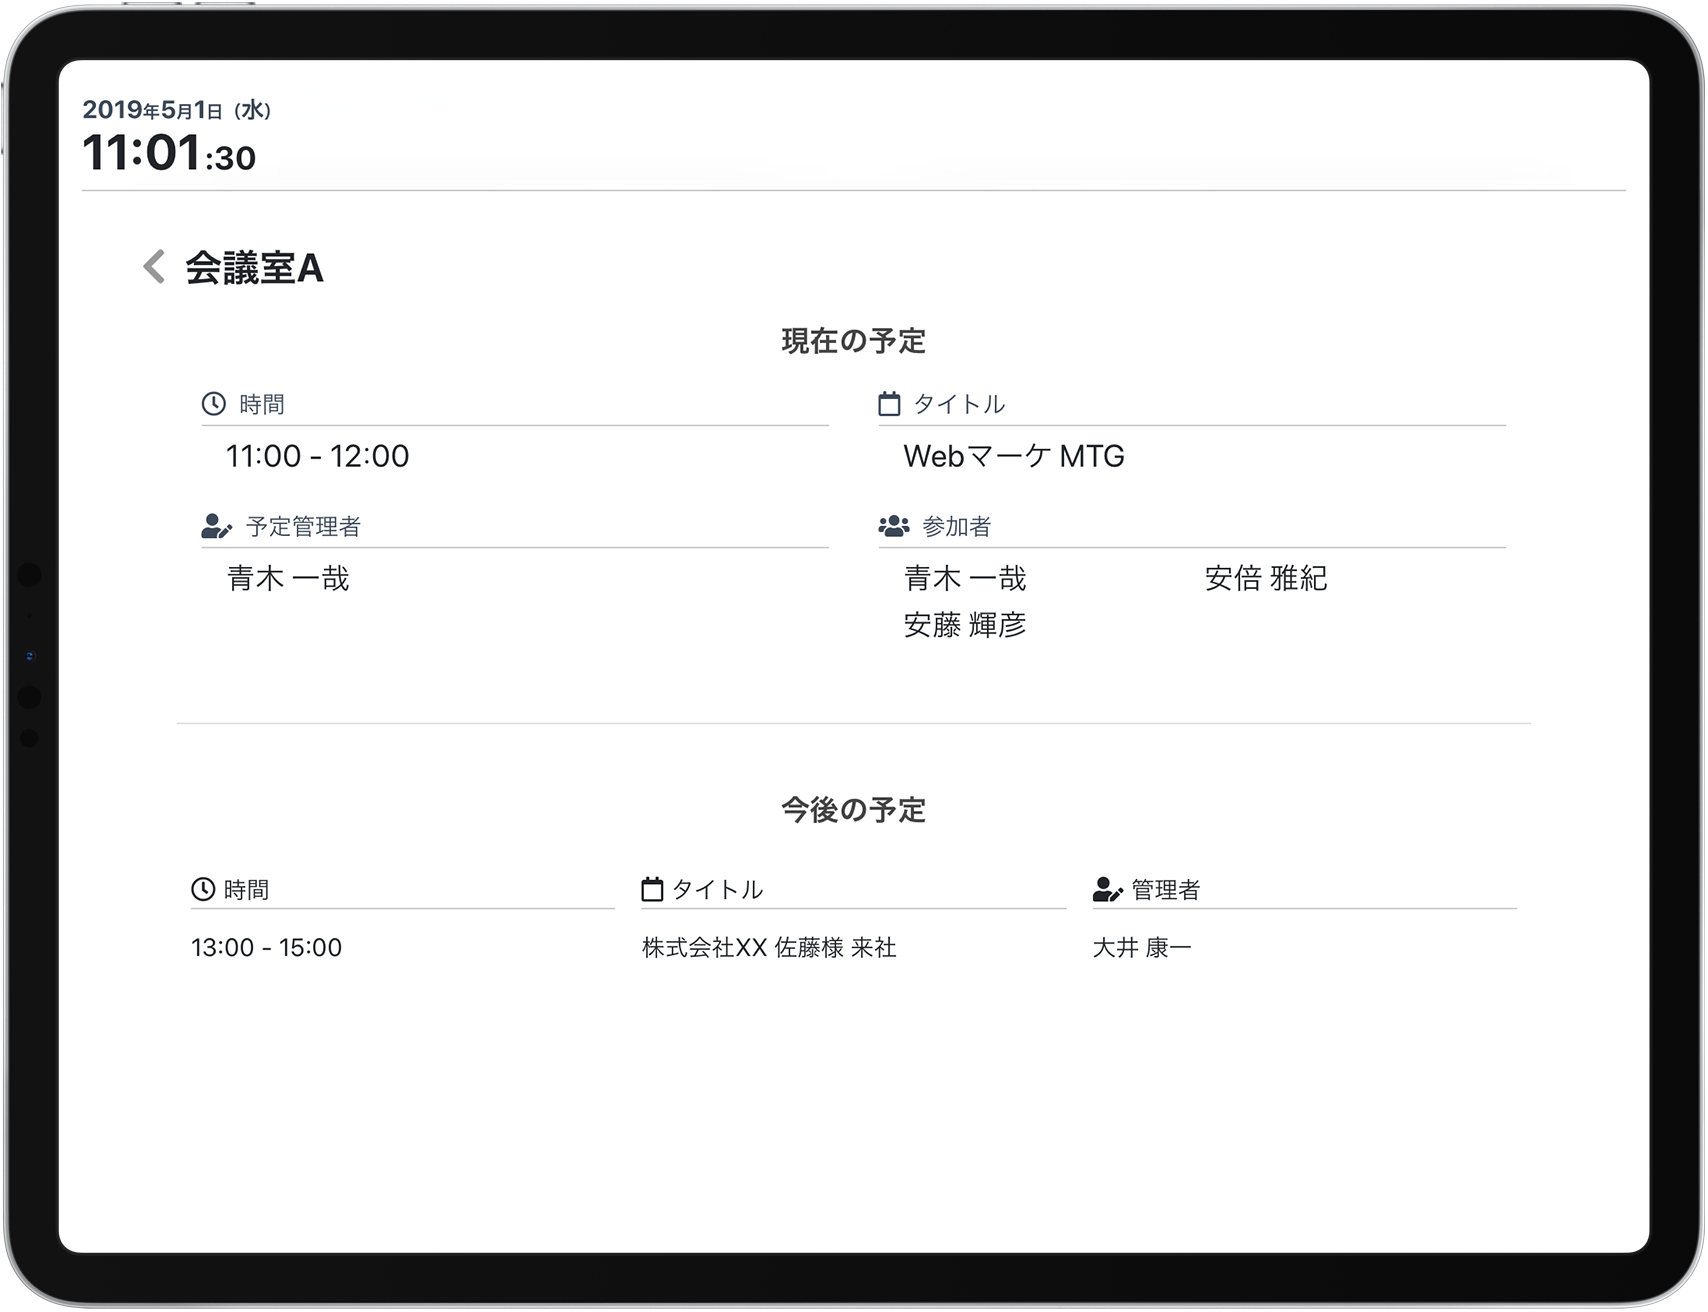 2019年5月1日（水）
11:01:30
会議室A
現在の予定
時間
タイトル
11:00 - 12:00
Webマーケ MTG
予定管理者
参加者
青木 一哉
青木 一哉 安倍 雅紀
安藤 輝彦
今後の予定
時間 タイトル 管理者
13:00 - 15:00 株式会社XX 佐藤様 来社 大井 康一